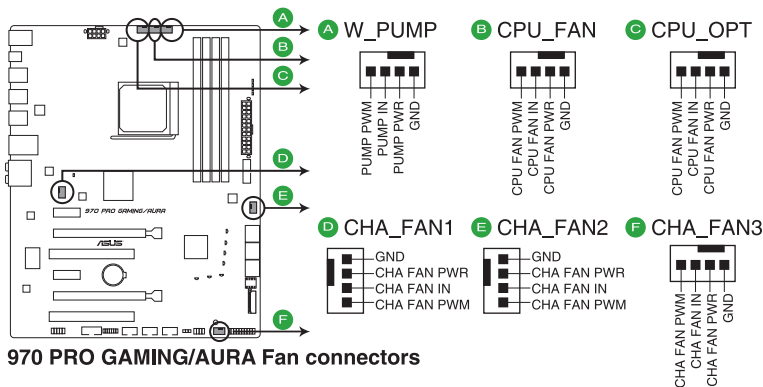 A
B
C
D
E
F
970 PRO GAMING/AURA
ASUS
A W_PUMP
PUMP PWM
PUMP IN
PUMP PWR
GND
B CPU_FAN
CPU FAN PWM
CPU FAN IN
CPU FAN PWR
GND
C CPU_OPT
CPU FAN PWM
CPU FAN IN
CPU FAN PWR
GND
D CHA_FAN1
GND
CHA FAN PWR
CHA FAN IN
CHA FAN PWM
E CHA_FAN2
GND
CHA FAN PWR
CHA FAN IN
CHA FAN PWM
F CHA_FAN3
CHA FAN PWM
CHA FAN IN
CHA FAN PWR
GND
970 PRO GAMING/AURA Fan connectors